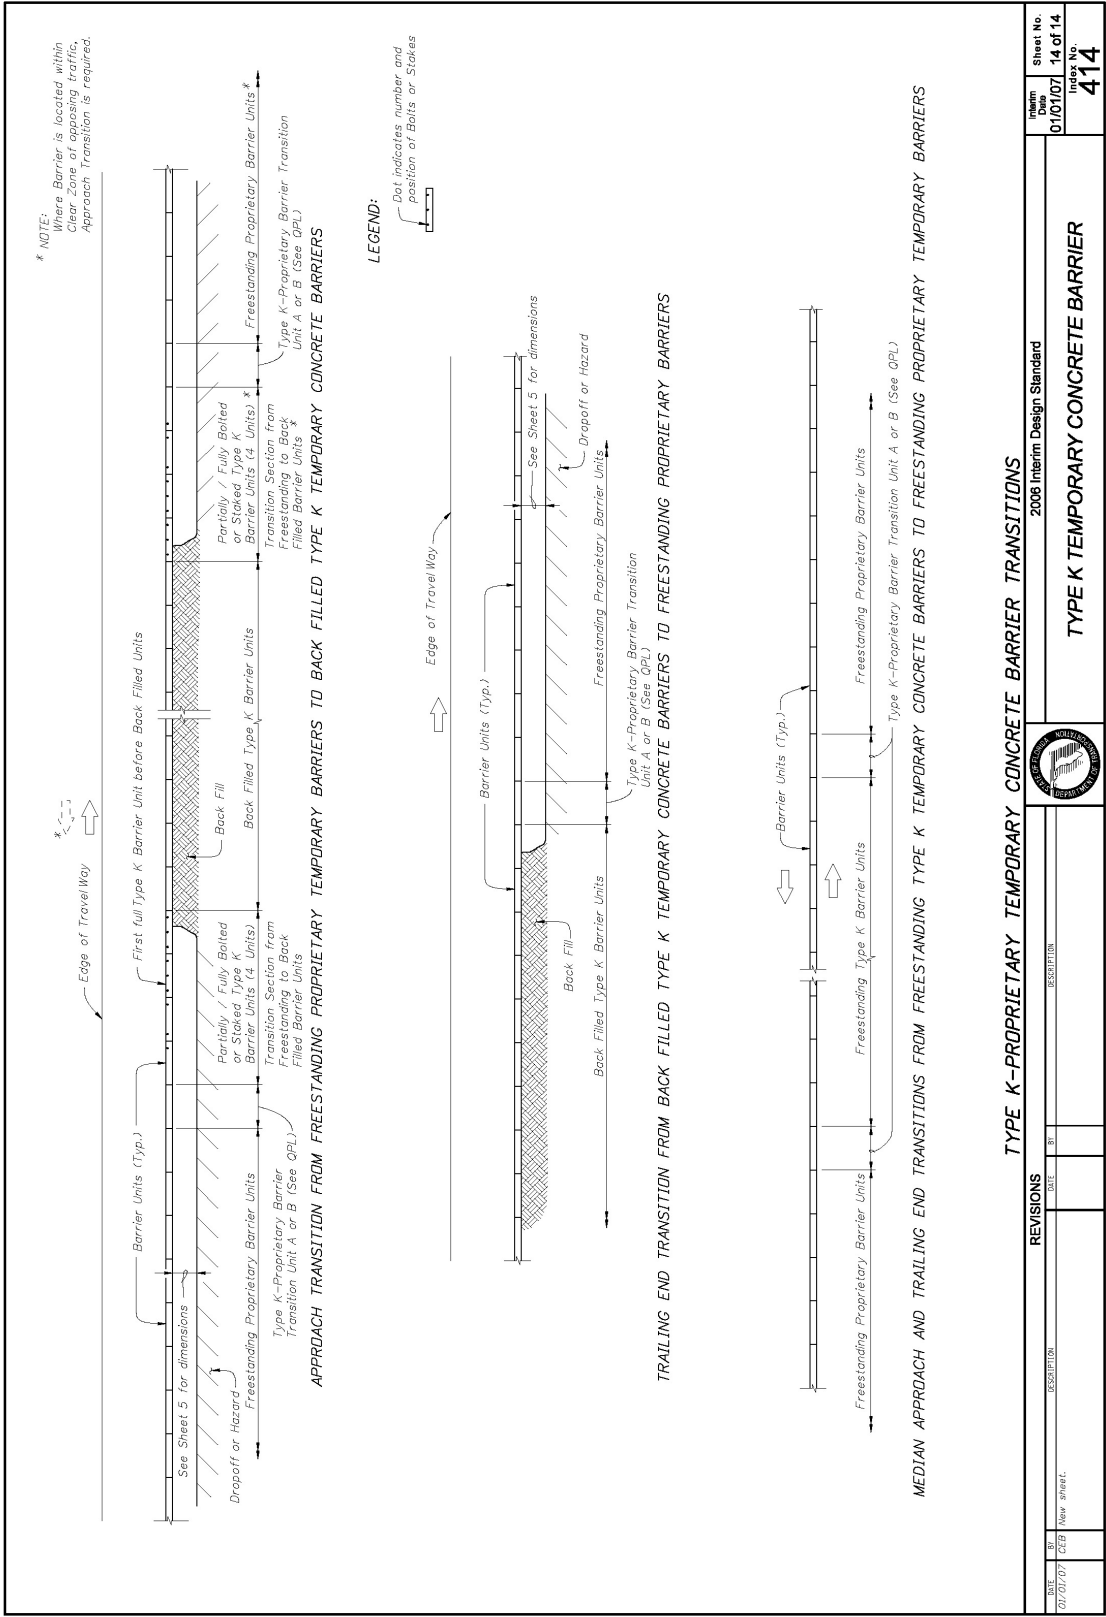 * NOTE:
Where Barrier is located within
Clear Zone of opposing traffic,
Approach Transition is required.
*
Edge of Travel Way
Barrier Units (Typ.)
First full Type K Barrier Unit before Back Filled Units
See Sheet 5 for dimensions
Dropoff or Hazard
Back Fill
Freestanding Proprietary Barrier Units
Type K-Proprietary Barrier
Transition Unit A or B (See QPL)
Partially / Fully Bolted
or Staked Type K
Barrier Units (4 Units)
Transition Section from
Freestanding to Back
Filled Barrier Units
Back Filled Type K Barrier Units
Partially / Fully Bolted
or Staked Type K
Barrier Units (4 Units) *
Transition Section from
Freestanding to Back
Filled Barrier Units *
Freestanding Proprietary Barrier Units *
Type K-Proprietary Barrier Transition
Unit A or B (See QPL)
APPROACH TRANSITION FROM FREESTANDING PROPRIETARY TEMPORARY BARRIERS TO BACK FILLED TYPE K TEMPORARY CONCRETE BARRIERS
LEGEND:
Dot indicates number and
position of Bolts or Stakes
Edge of Travel Way
Barrier Units (Typ.)
See Sheet 5 for dimensions
Dropoff or Hazard
Back Fill
Back Filled Type K Barrier Units
Freestanding Proprietary Barrier Units
Type K-Proprietary Barrier Transition
Unit A or B (See QPL)
TRAILING END TRANSITION FROM BACK FILLED TYPE K TEMPORARY CONCRETE BARRIERS TO FREESTANDING PROPRIETARY BARRIERS
Barrier Units (Typ.)
Freestanding Proprietary Barrier Units
Freestanding Type K Barrier Units
Freestanding Proprietary Barrier Units
Type K-Proprietary Barrier Transition Unit A or B (See QPL)
MEDIAN APPROACH AND TRAILING END TRANSITIONS FROM FREESTANDING TYPE K TEMPORARY CONCRETE BARRIERS TO FREESTANDING PROPRIETARY TEMPORARY BARRIERS
TYPE K-PROPRIETARY TEMPORARY CONCRETE BARRIER TRANSITIONS
REVISIONS
DATE BY DESCRIPTION DATE BY DESCRIPTION
01/01/07 CEB New sheet.
STATE OF FLORIDA
DEPARTMENT OF TRANSPORTATION
2006 Interim Design Standard
TYPE K TEMPORARY CONCRETE BARRIER
Interim
Date
01/01/07
Sheet No.
14 of 14
Index No.
414